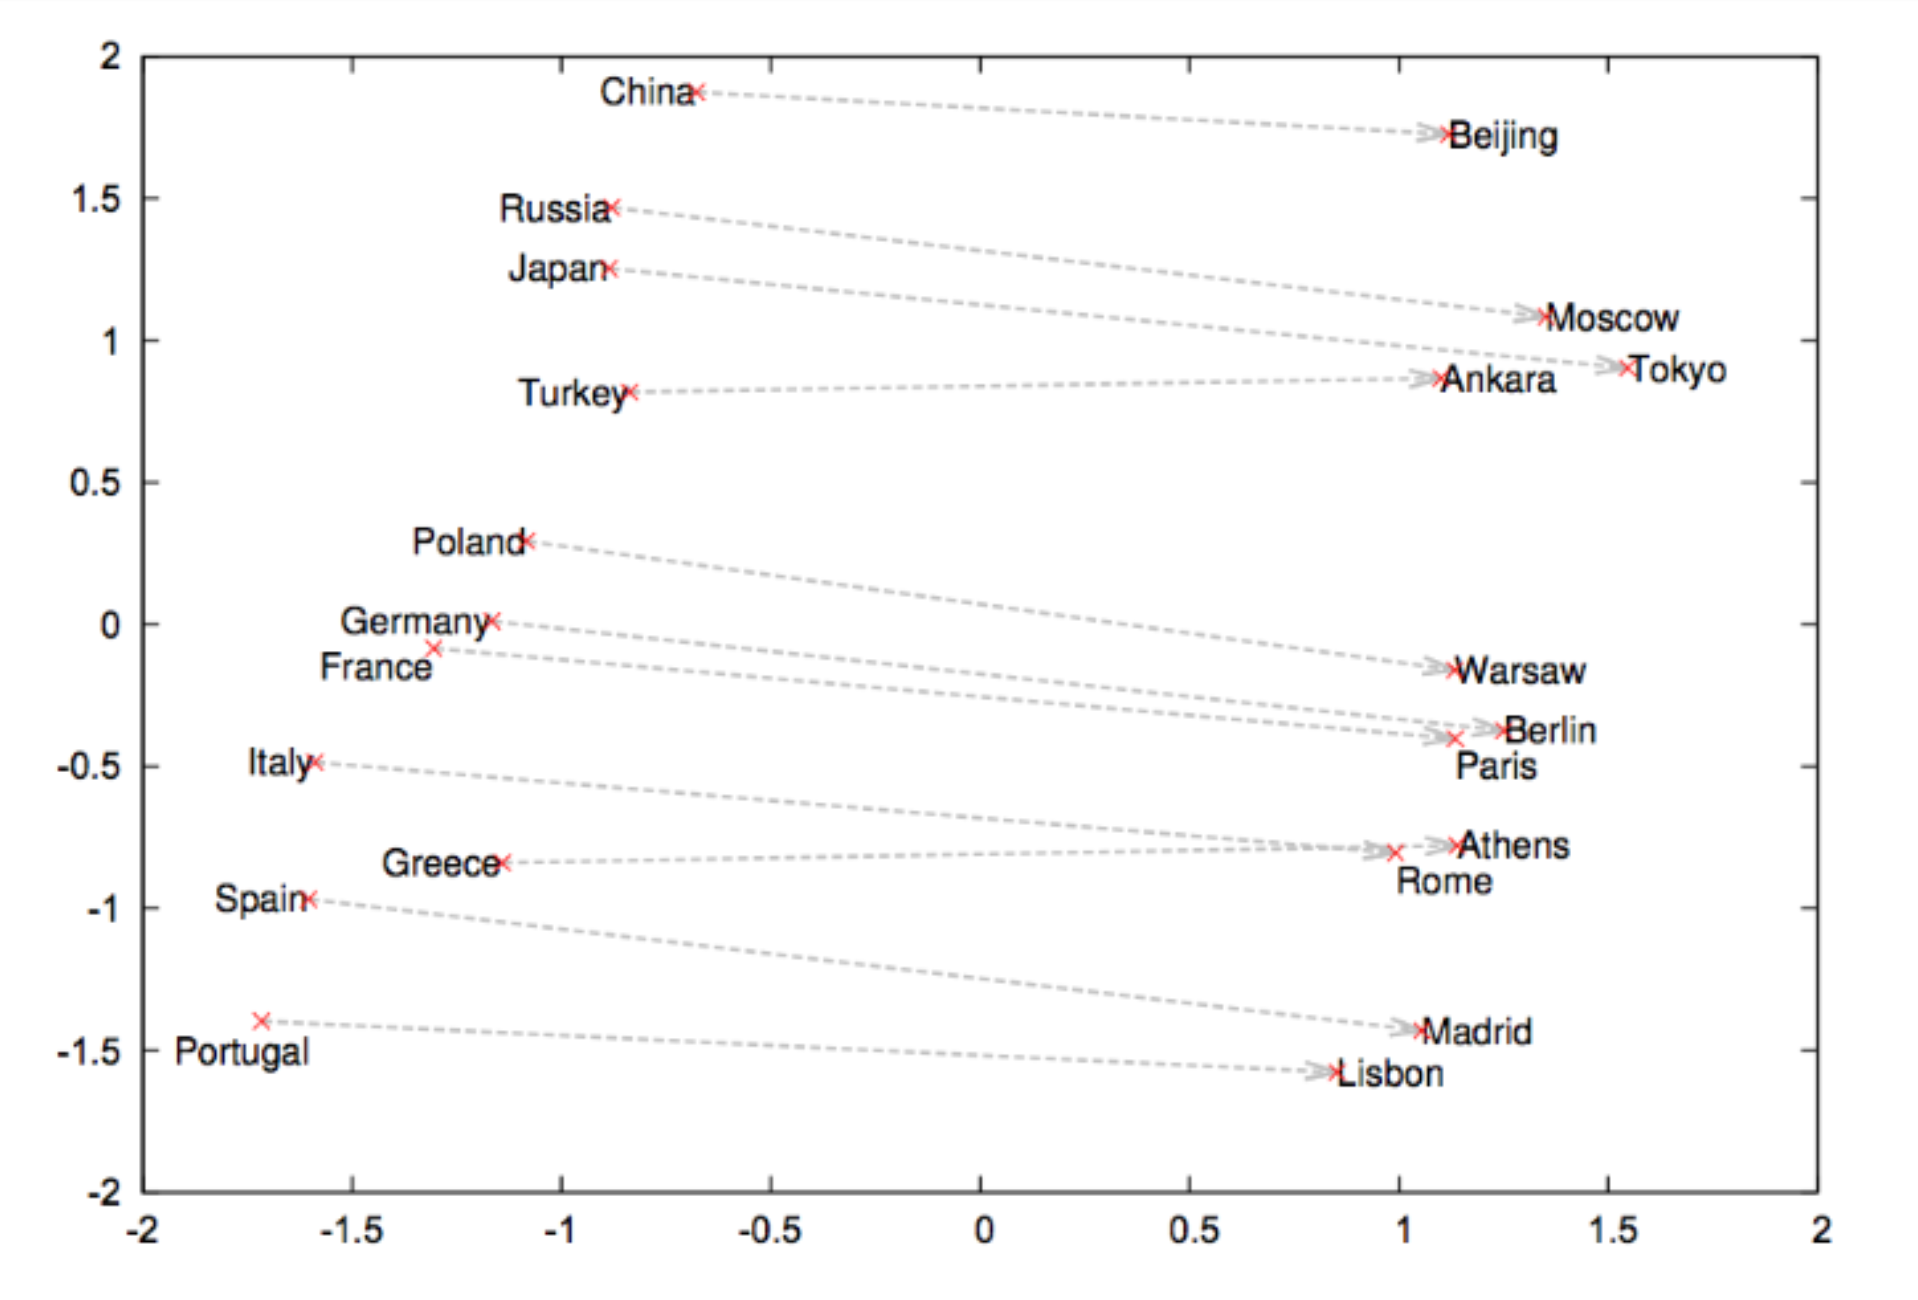 2
China
Beijing
1.5
Russia
Japan
Moscow
1
Tokyo
Turkey
Ankara
0.5
Poland
0
Germany
France
Warsaw
Berlin
-0.5
Italy
Paris
Athens
Greece
Rome
Spain
-1
Madrid
-1.5
Portugal
Lisbon
-2
-2 -1.5 -1 -0.5 0 0.5 1 1.5 2